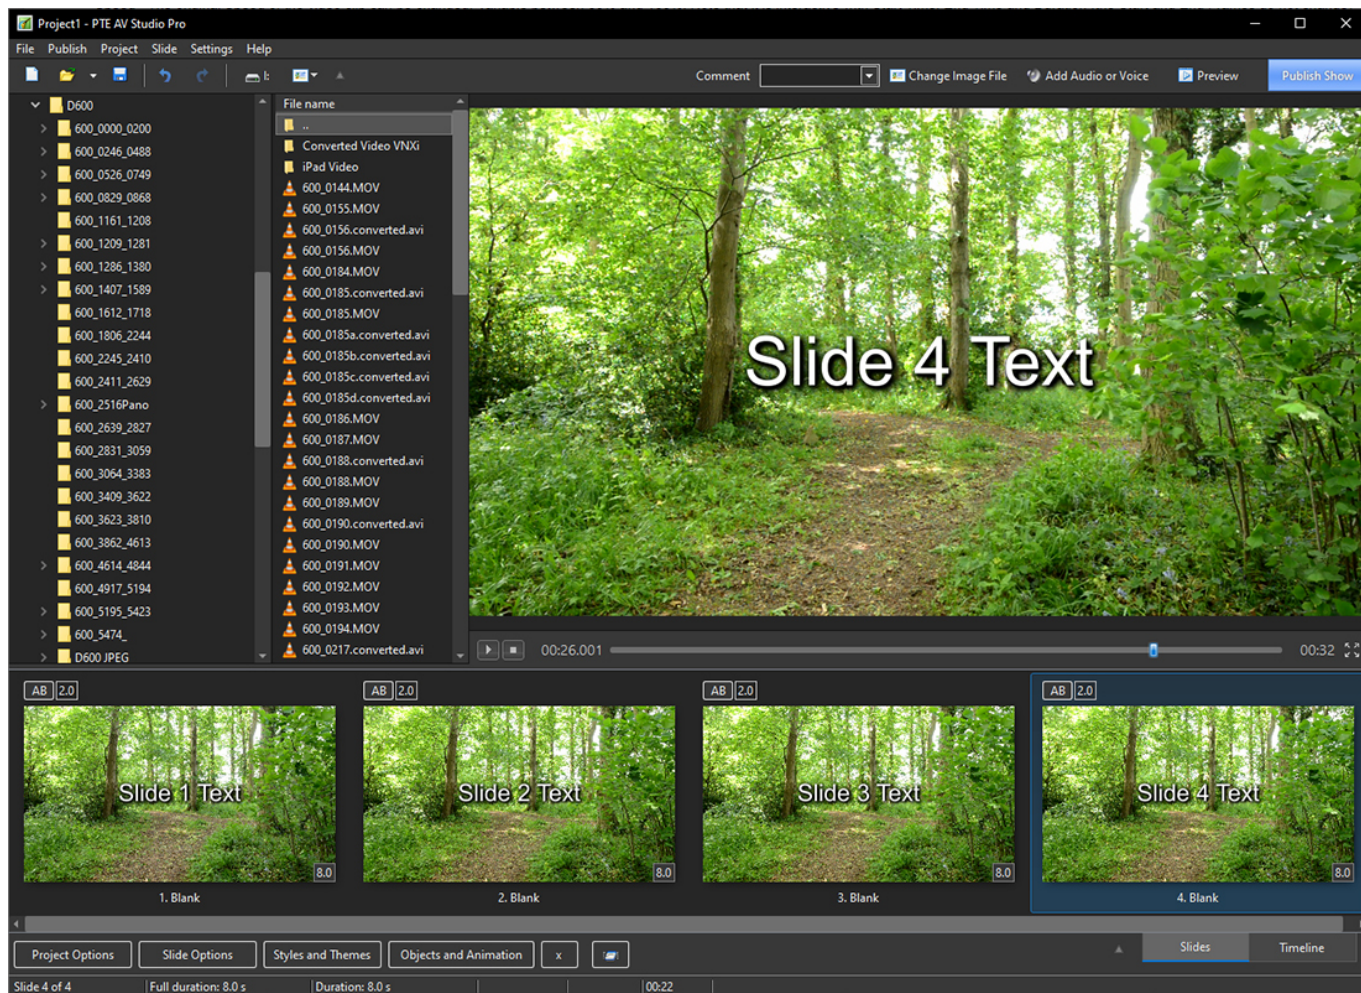 Project1 - PTE AV Studio Pro
File Publish Project Slide Settings Help
Comment Change Image File Add Audio or Voice Preview Publish Show
D600
600_0000_0200
600_0246_0488
600_0526_0749
600_0829_0868
600_1161_1208
600_1209_1281
600_1286_1380
600_1407_1589
600_1612_1718
600_1806_2244
600_2245_2410
600_2411_2629
600_2516Pano
600_2639_2827
600_2831_3059
600_3064_3383
600_3409_3622
600_3623_3810
600_3862_4613
600_4614_4844
600_4917_5194
600_5195_5423
600_5474_
D600 JPEG
File name
..
Converted Video VNXi
iPad Video
600_0144.MOV
600_0155.MOV
600_0156.converted.avi
600_0156.MOV
600_0184.MOV
600_0185.converted.avi
600_0185.MOV
600_0185a.converted.avi
600_0185b.converted.avi
600_0185c.converted.avi
600_0185d.converted.avi
600_0186.MOV
600_0187.MOV
600_0188.converted.avi
600_0188.MOV
600_0189.MOV
600_0190.converted.avi
600_0190.MOV
600_0191.MOV
600_0192.MOV
600_0193.MOV
600_0194.MOV
600_0217.converted.avi
Slide 4 Text
00:26.001 00:32
AB 2.0 AB 2.0 AB 2.0 AB 2.0
Slide 1 Text Slide 2 Text Slide 3 Text Slide 4 Text
8.0 8.0 8.0 8.0
1. Blank 2. Blank 3. Blank 4. Blank
Project Options Slide Options Styles and Themes Objects and Animation x Slides Timeline
Slide 4 of 4 Full duration: 8.0 s Duration: 8.0 s 00:22